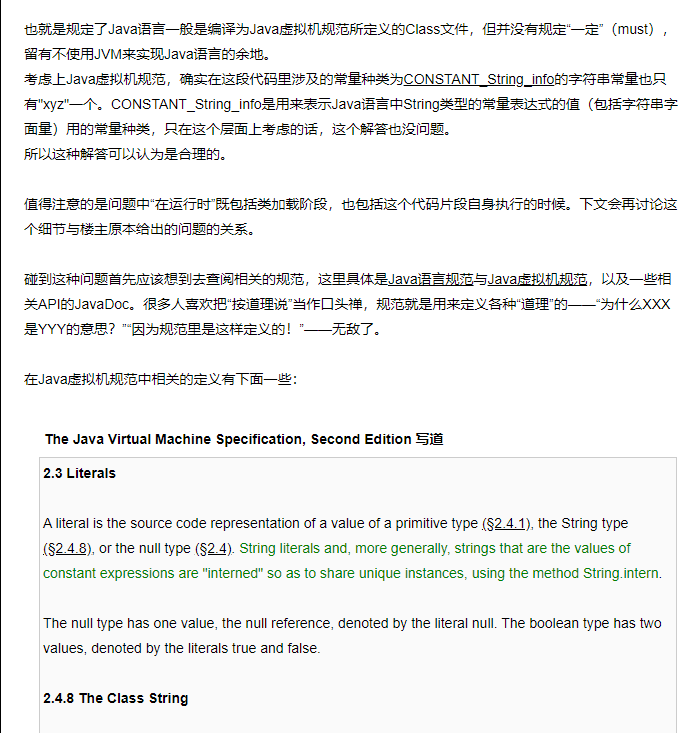 也就是规定了Java语言一般是编译为Java虚拟机规范所定义的Class文件，但并没有规定“一定”（must），
留有不使用JVM来实现Java语言的余地。
考虑上Java虚拟机规范，确实在这段代码里涉及的常量种类为CONSTANT_String_info的字符串常量也只
有"xyz"一个。CONSTANT_String_info是用来表示Java语言中String类型的常量表达式的值（包括字符串字
面量）用的常量种类，只在这个层面上考虑的话，这个解答也没问题。
所以这种解答可以认为是合理的。
值得注意的是问题中“在运行时”既包括类加载阶段，也包括这个代码片段自身执行的时候。下文会再讨论这
个细节与楼主原本给出的问题的关系。
碰到这种问题首先应该想到去查阅相关的规范，这里具体是Java语言规范与Java虚拟机规范，以及一些相
关API的JavaDoc。很多人喜欢把“按道理说”当作口头禅，规范就是用来定义各种“道理”的——“为什么XXX
是YYY的意思？”“因为规范里是这样定义的！”——无敌了。
在Java虚拟机规范中相关的定义有下面一些：
The Java Virtual Machine Specification, Second Edition 写道
2.3 Literals
A literal is the source code representation of a value of a primitive type (§2.4.1), the String type
(§2.4.8), or the null type (§2.4). String literals and, more generally, strings that are the values of
constant expressions are "interned" so as to share unique instances, using the method String.intern.
The null type has one value, the null reference, denoted by the literal null. The boolean type has two
values, denoted by the literals true and false.
2.4.8 The Class String